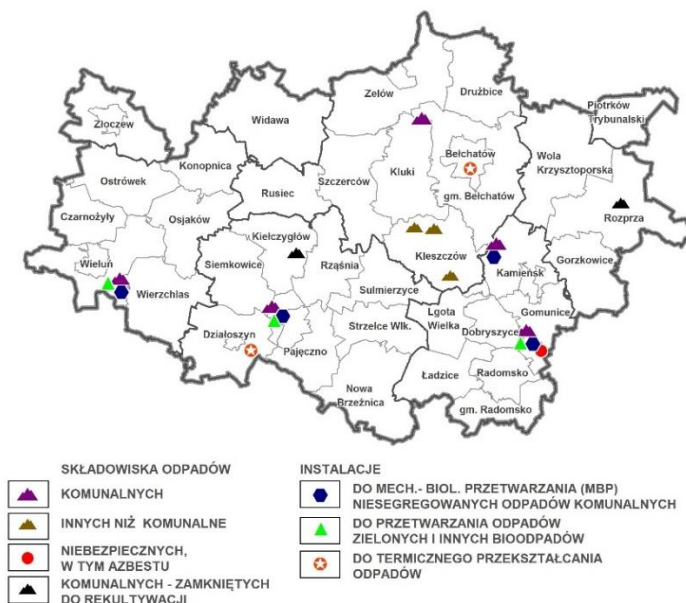 Zelów
Drużbice
Piotrków
Trybunalski
Złoczew
Widawa
Bełchatów
Wola
Krzysztoporska
Konopnica
Szczerców
Kluki
Ostrówek
Rusiec
gm. Bełchatów
Rozprza
Czarnożyły
Osjaków
Kiełczygłów
Kleszczów
Gorzkowice
Wieluń
Siemkowice
Rząśnia
Kamieńsk
Wierzchlas
Sulmierzyce
Lgota
Wielka
Gomunice
Działoszyn
Strzelce Wlk.
Dobryszyce
Pajęczno
Ładzice
Radomsko
Nowa
Brzeźnica
gm. Radomsko
SKŁADOWISKA ODPADÓW
KOMUNALNYCH
INNYCH NIŻ KOMUNALNE
NIEBEZPIECZNYCH,
W TYM AZBESTU
KOMUNALNYCH - ZAMKNIĘTYCH
DO REKULTYWACJI
INSTALACJE
DO MECH.- BIOL. PRZETWARZANIA (MBP)
NIESEGREGOWANYCH ODPADÓW KOMUNALNYCH
DO PRZETWARZANIA ODPADÓW
ZIELONYCH I INNYCH BIOODPADÓW
DO TERMICZNEGO PRZEKSZTAŁCANIA
ODPADÓW